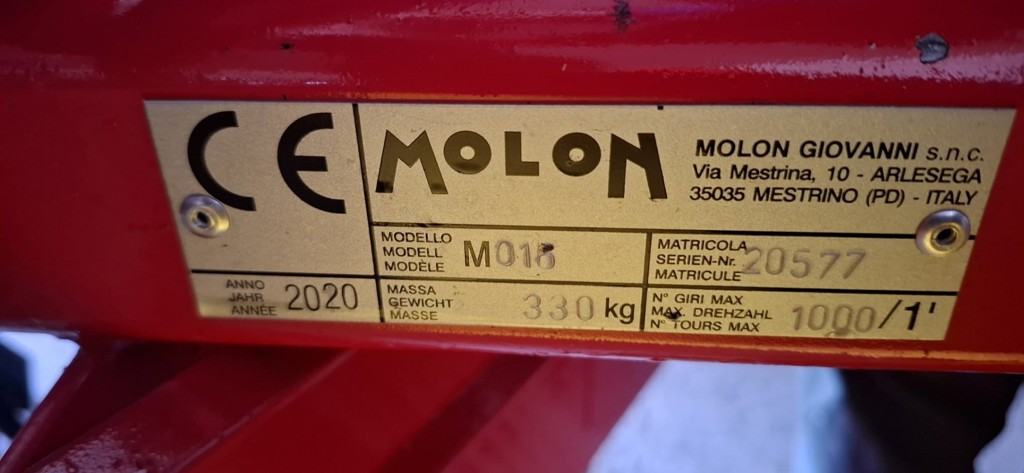 CE
MOLON
MOLON GIOVANNI s.n.c.
Via Mestrina, 10 - ARLESEGA
35035 MESTRINO (PD) - ITALY
MODELLO
MODELL
MODÈLE
M016
MATRICOLA
SERIEN-Nr.
MATRICULE
20577
ANNO
JAHR
ANNÉE
2020
MASSA
GEWICHT
MASSE
330 kg
N° GIRI MAX
MAX. DREHZAHL
N° TOURS MAX
1000/1'